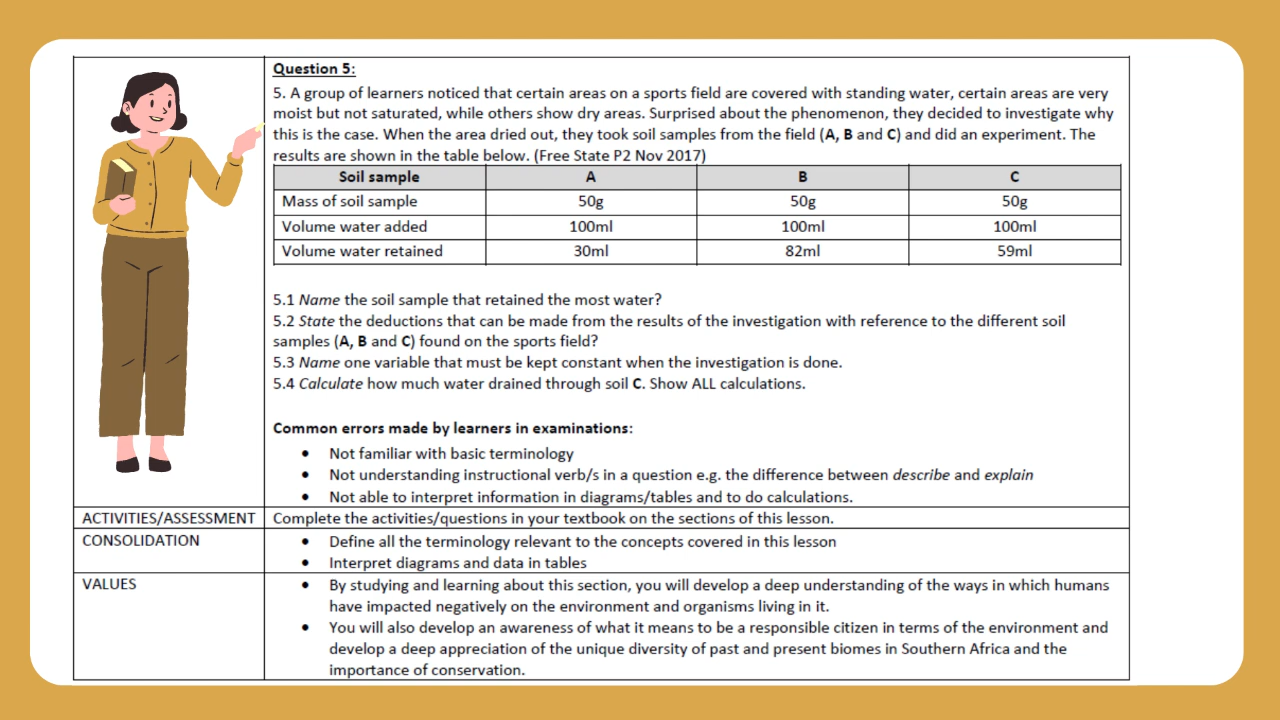 Question 5:
5. A group of learners noticed that certain areas on a sports field are covered with standing water, certain areas are very
moist but not saturated, while others show dry areas. Surprised about the phenomenon, they decided to investigate why
this is the case. When the area dried out, they took soil samples from the field (A, B and C) and did an experiment. The
results are shown in the table below. (Free State P2 Nov 2017)
Soil sample A B C
Mass of soil sample 50g 50g 50g
Volume water added 100ml 100ml 100ml
Volume water retained 30ml 82ml 59ml
5.1 Name the soil sample that retained the most water?
5.2 State the deductions that can be made from the results of the investigation with reference to the different soil
samples (A, B and C) found on the sports field?
5.3 Name one variable that must be kept constant when the investigation is done.
5.4 Calculate how much water drained through soil C. Show ALL calculations.
Common errors made by learners in examinations:
• Not familiar with basic terminology
• Not understanding instructional verb/s in a question e.g. the difference between describe and explain
• Not able to interpret information in diagrams/tables and to do calculations.
ACTIVITIES/ASSESSMENT Complete the activities/questions in your textbook on the sections of this lesson.
CONSOLIDATION • Define all the terminology relevant to the concepts covered in this lesson
• Interpret diagrams and data in tables
VALUES • By studying and learning about this section, you will develop a deep understanding of the ways in which humans
have impacted negatively on the environment and organisms living in it.
• You will also develop an awareness of what it means to be a responsible citizen in terms of the environment and
develop a deep appreciation of the unique diversity of past and present biomes in Southern Africa and the
importance of conservation.